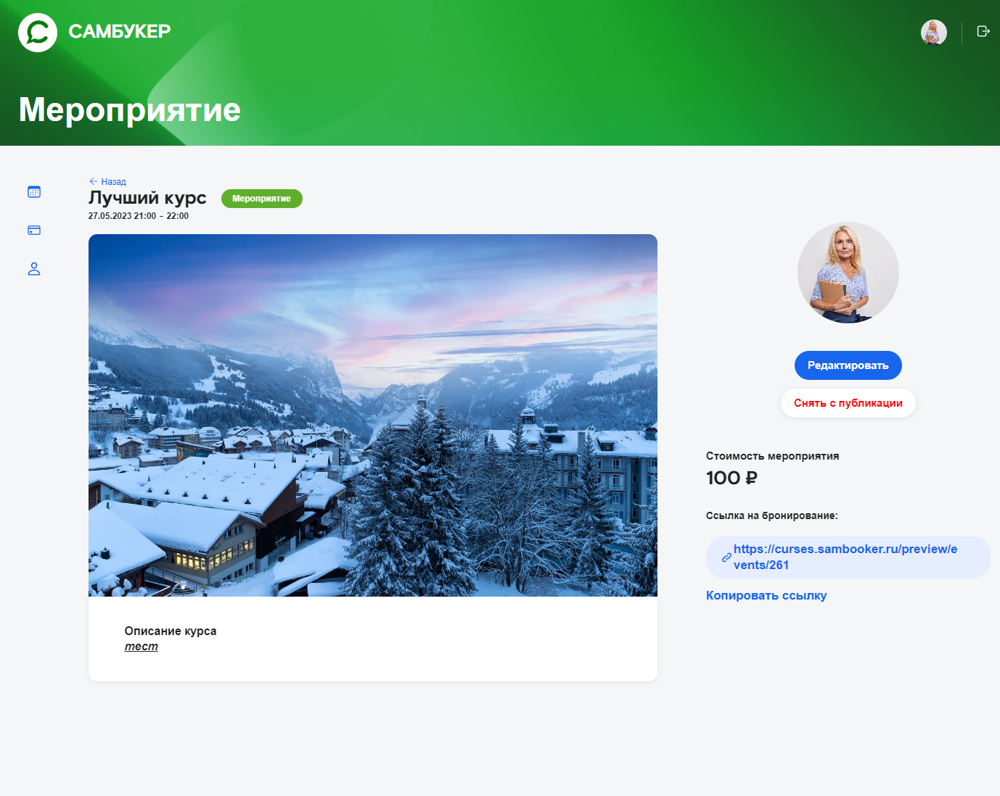 САМБУКЕР
Мероприятие
Назад
Лучший курс
Мероприятие
27.05.2023 21:00 - 22:00
Редактировать
Снять с публикации
Стоимость мероприятия
100 ₽
Ссылка на бронирование:
https://curses.sambooker.ru/preview/e
vents/261
Копировать ссылку
Описание курса
тест